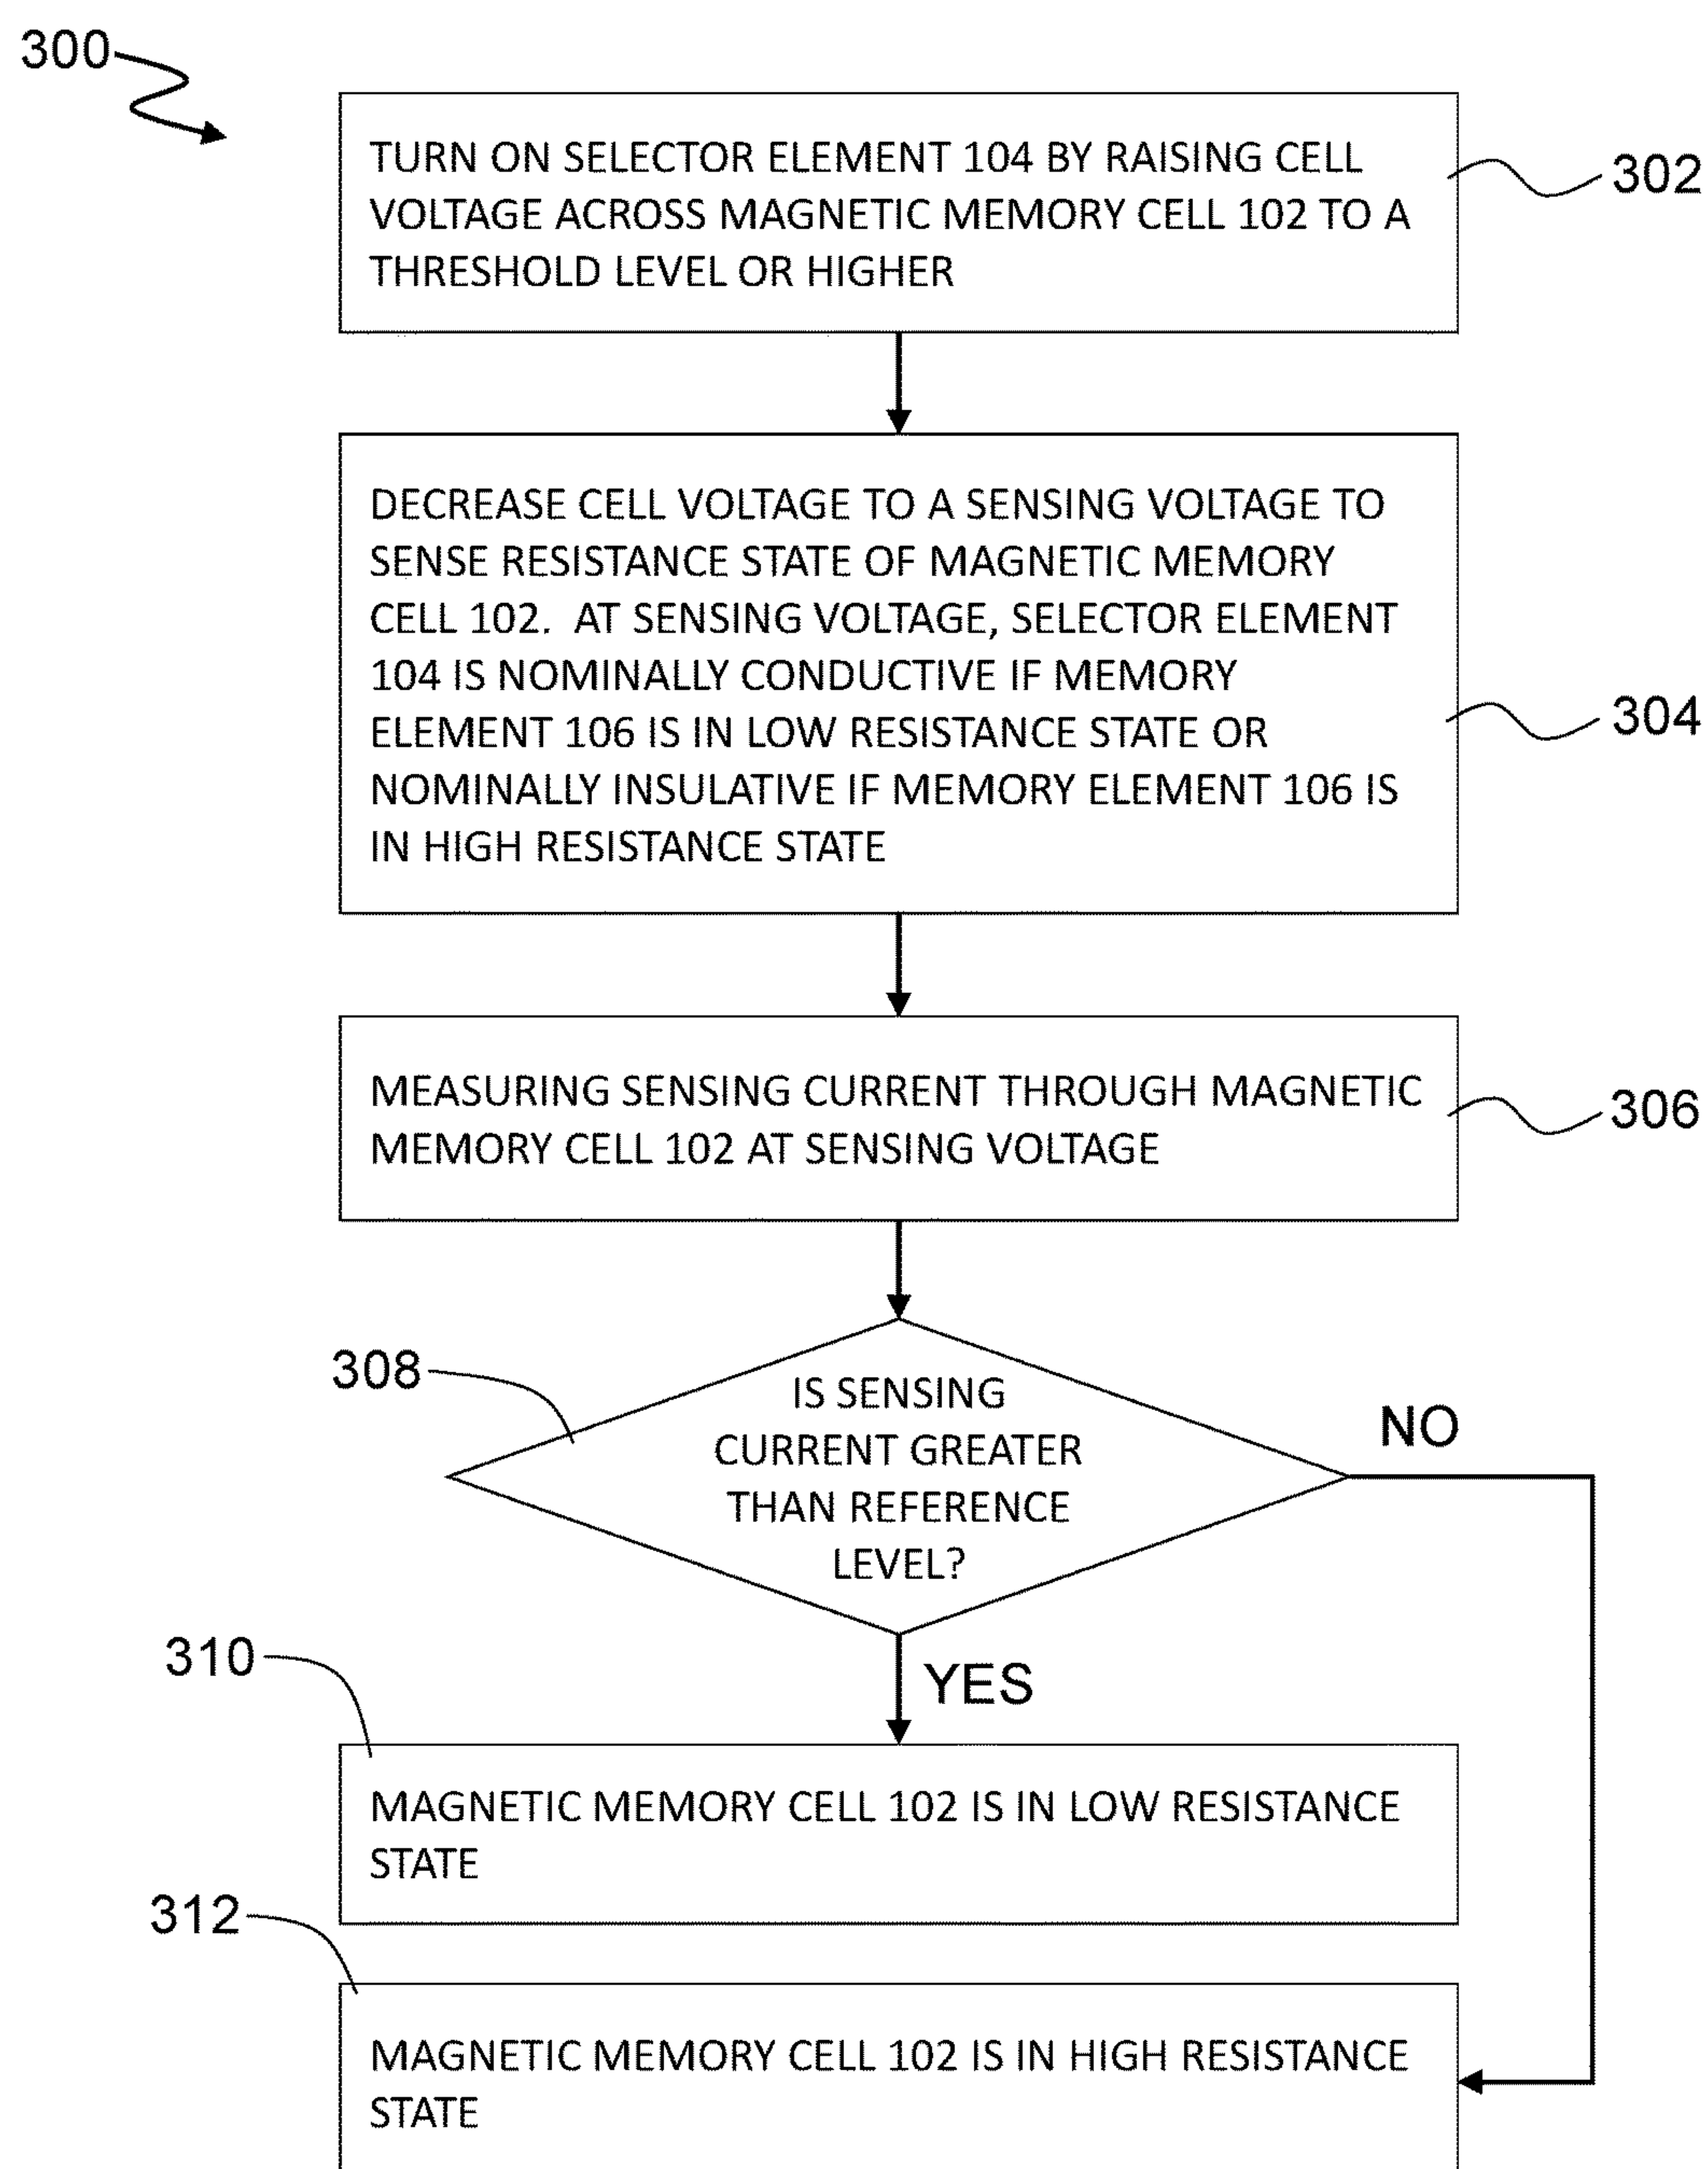 300
TURN ON SELECTOR ELEMENT 104 BY RAISING CELL
VOLTAGE ACROSS MAGNETIC MEMORY CELL 102 TO A
THRESHOLD LEVEL OR HIGHER
302
DECREASE CELL VOLTAGE TO A SENSING VOLTAGE TO
SENSE RESISTANCE STATE OF MAGNETIC MEMORY
CELL 102. AT SENSING VOLTAGE, SELECTOR ELEMENT
104 IS NOMINALLY CONDUCTIVE IF MEMORY
ELEMENT 106 IS IN LOW RESISTANCE STATE OR
NOMINALLY INSULATIVE IF MEMORY ELEMENT 106 IS
IN HIGH RESISTANCE STATE
304
MEASURING SENSING CURRENT THROUGH MAGNETIC
MEMORY CELL 102 AT SENSING VOLTAGE
306
308
IS SENSING
CURRENT GREATER
THAN REFERENCE
LEVEL?
NO
YES
310
MAGNETIC MEMORY CELL 102 IS IN LOW RESISTANCE
STATE
312
MAGNETIC MEMORY CELL 102 IS IN HIGH RESISTANCE
STATE